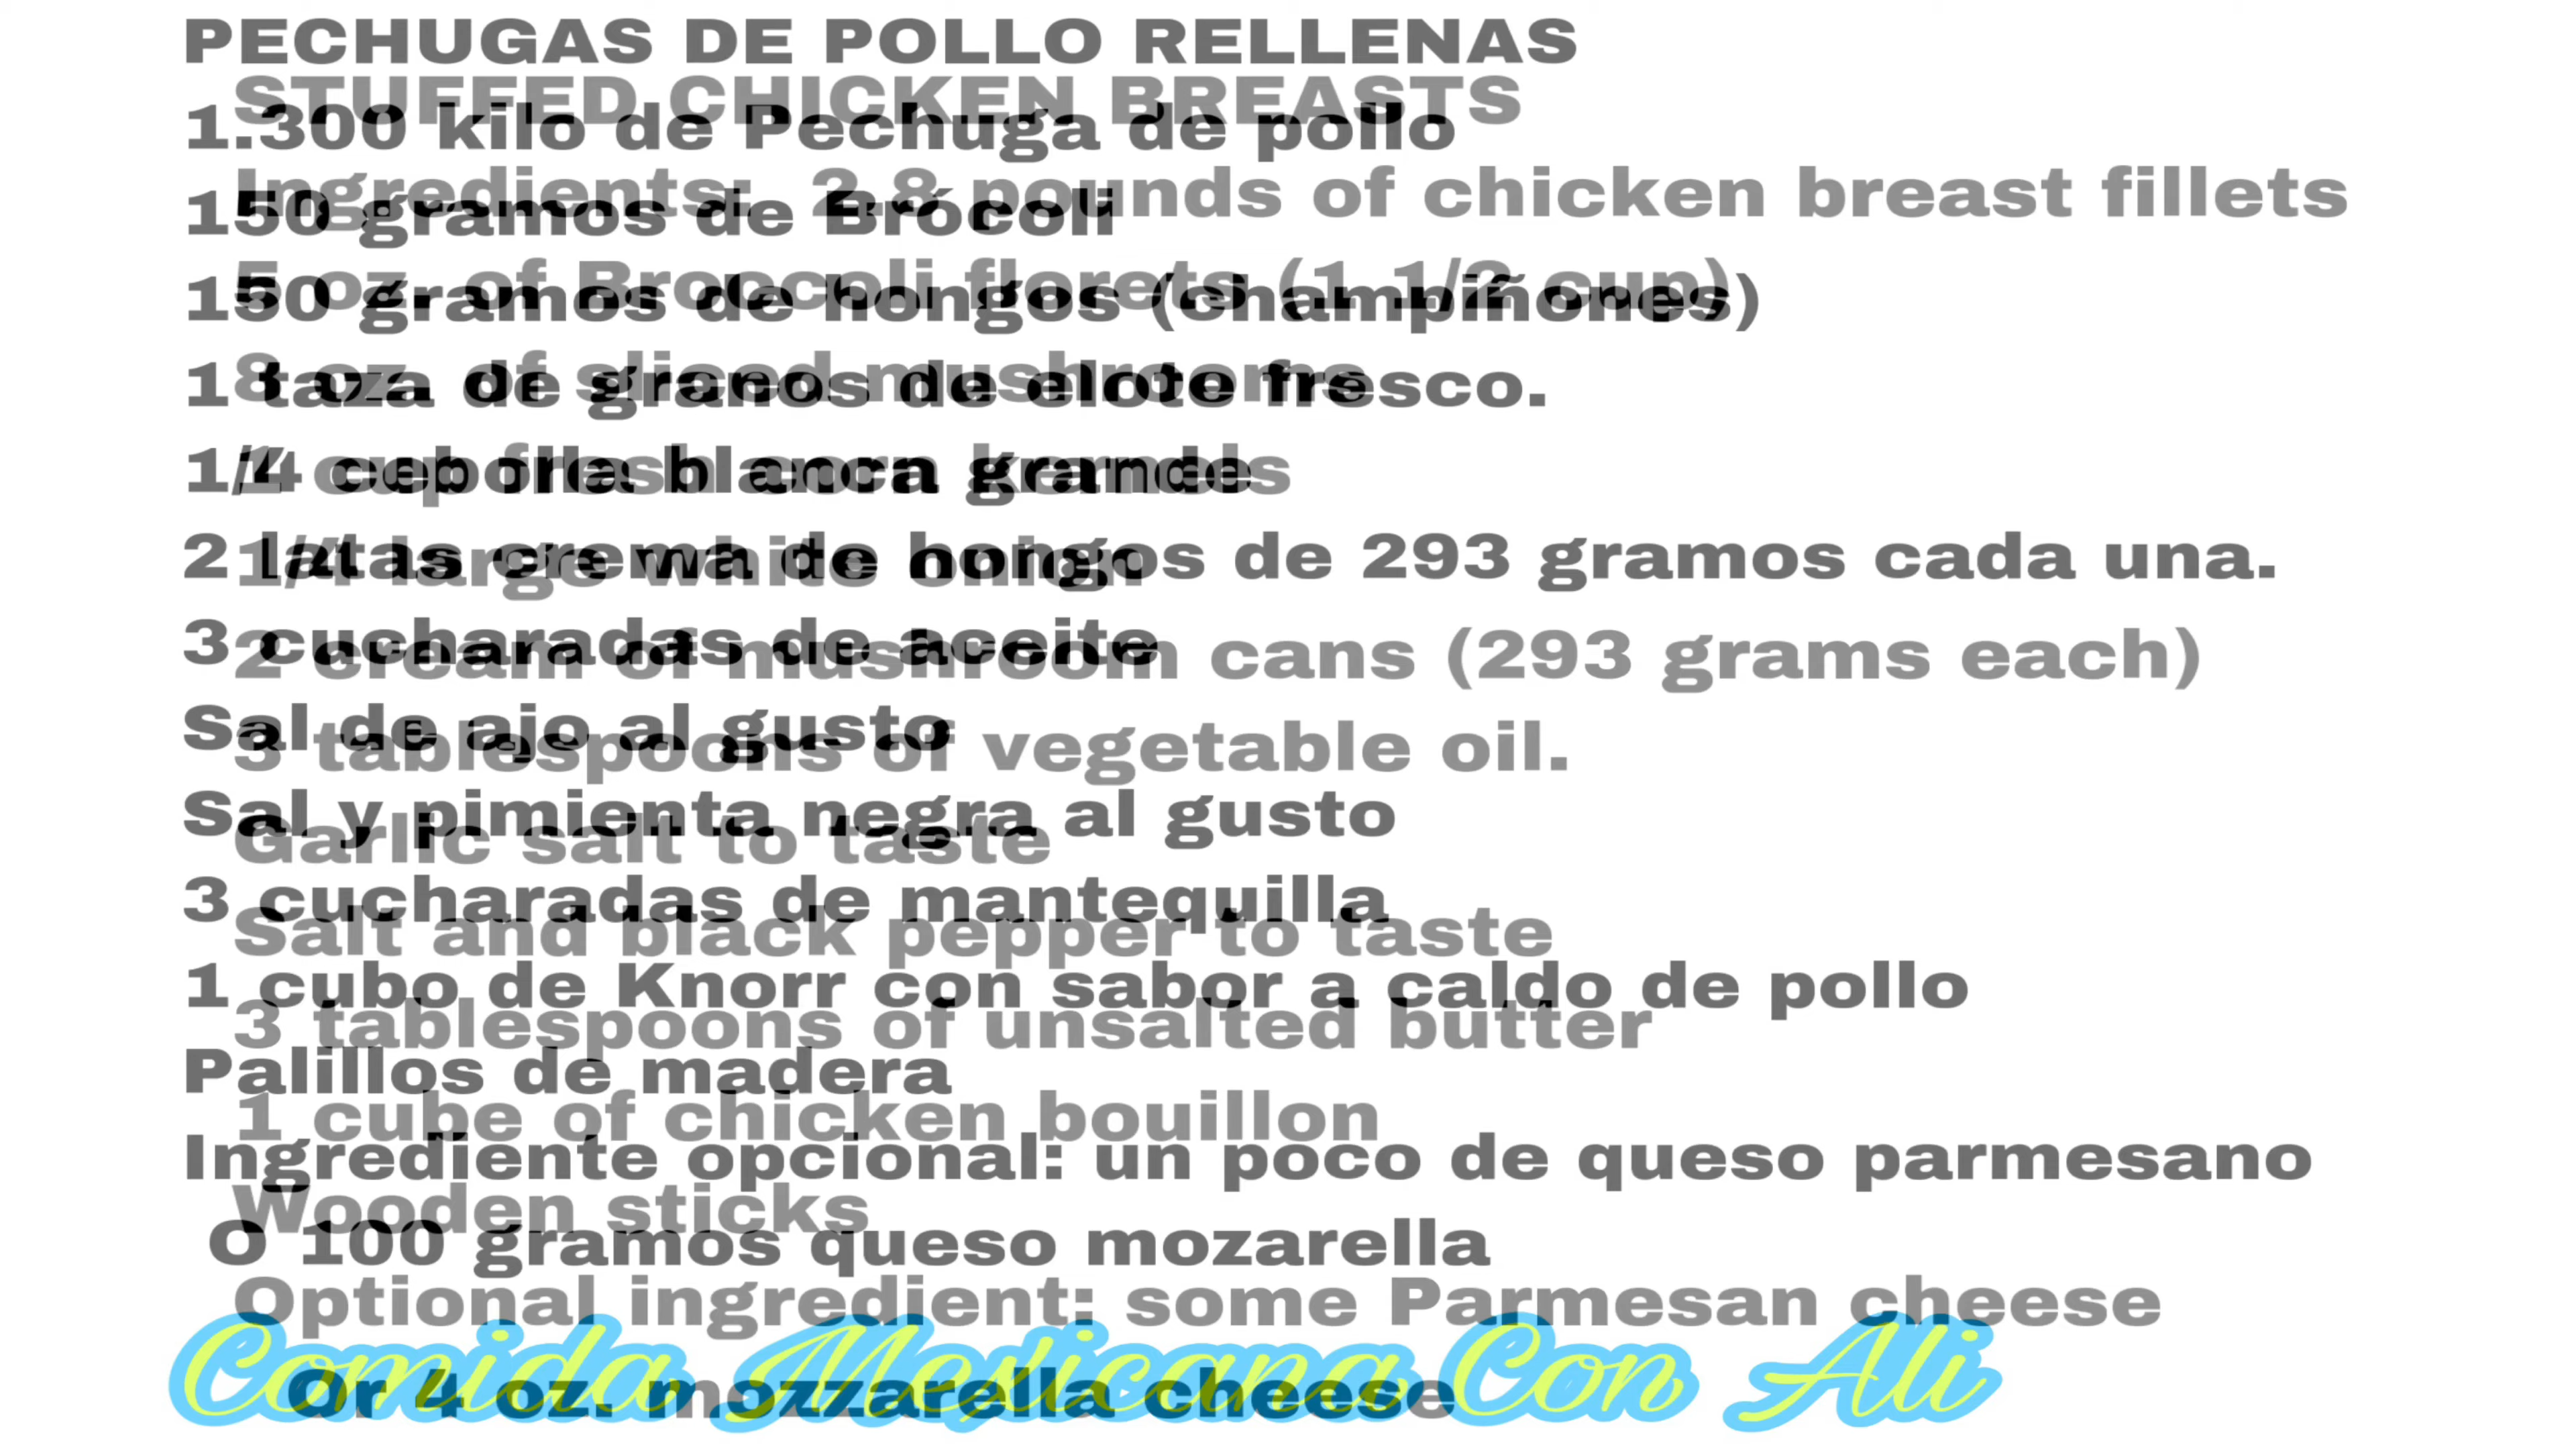 PECHUGAS DE POLLO RELLENAS
STUFFED CHICKEN BREASTS
1.300 kilo de Pechuga de pollo
Ingredients: 2.8 pounds of chicken breast fillets
150 gramos de Brócoli
5 oz. of Broccoli florets (1 1/2 cup)
150 gramos de hongos (champiñones)
8 oz. of sliced mushrooms
1 taza de granos de elote fresco.
1 cup fresh corn kernels
1/4 cebolla blanca grande
1/4 large white onion
2 latas crema de hongos de 293 gramos cada una.
3 cucharadas de aceite
2 cream of mushroom cans (293 grams each)
Sal de ajo al gusto
3 tablespoons of vegetable oil.
Sal y pimienta negra al gusto
Garlic salt to taste
3 cucharadas de mantequilla
Salt and black pepper to taste
1 cubo de Knorr con sabor a caldo de pollo
3 tablespoons of unsalted butter
Palillos de madera
1 cube of chicken bouillon
Ingrediente opcional: un poco de queso parmesano
Wooden sticks
O 100 gramos queso mozarella
Optional ingredient: some Parmesan cheese
Comida Mexicana Con Ali
Or 4 oz. mozzarella cheese